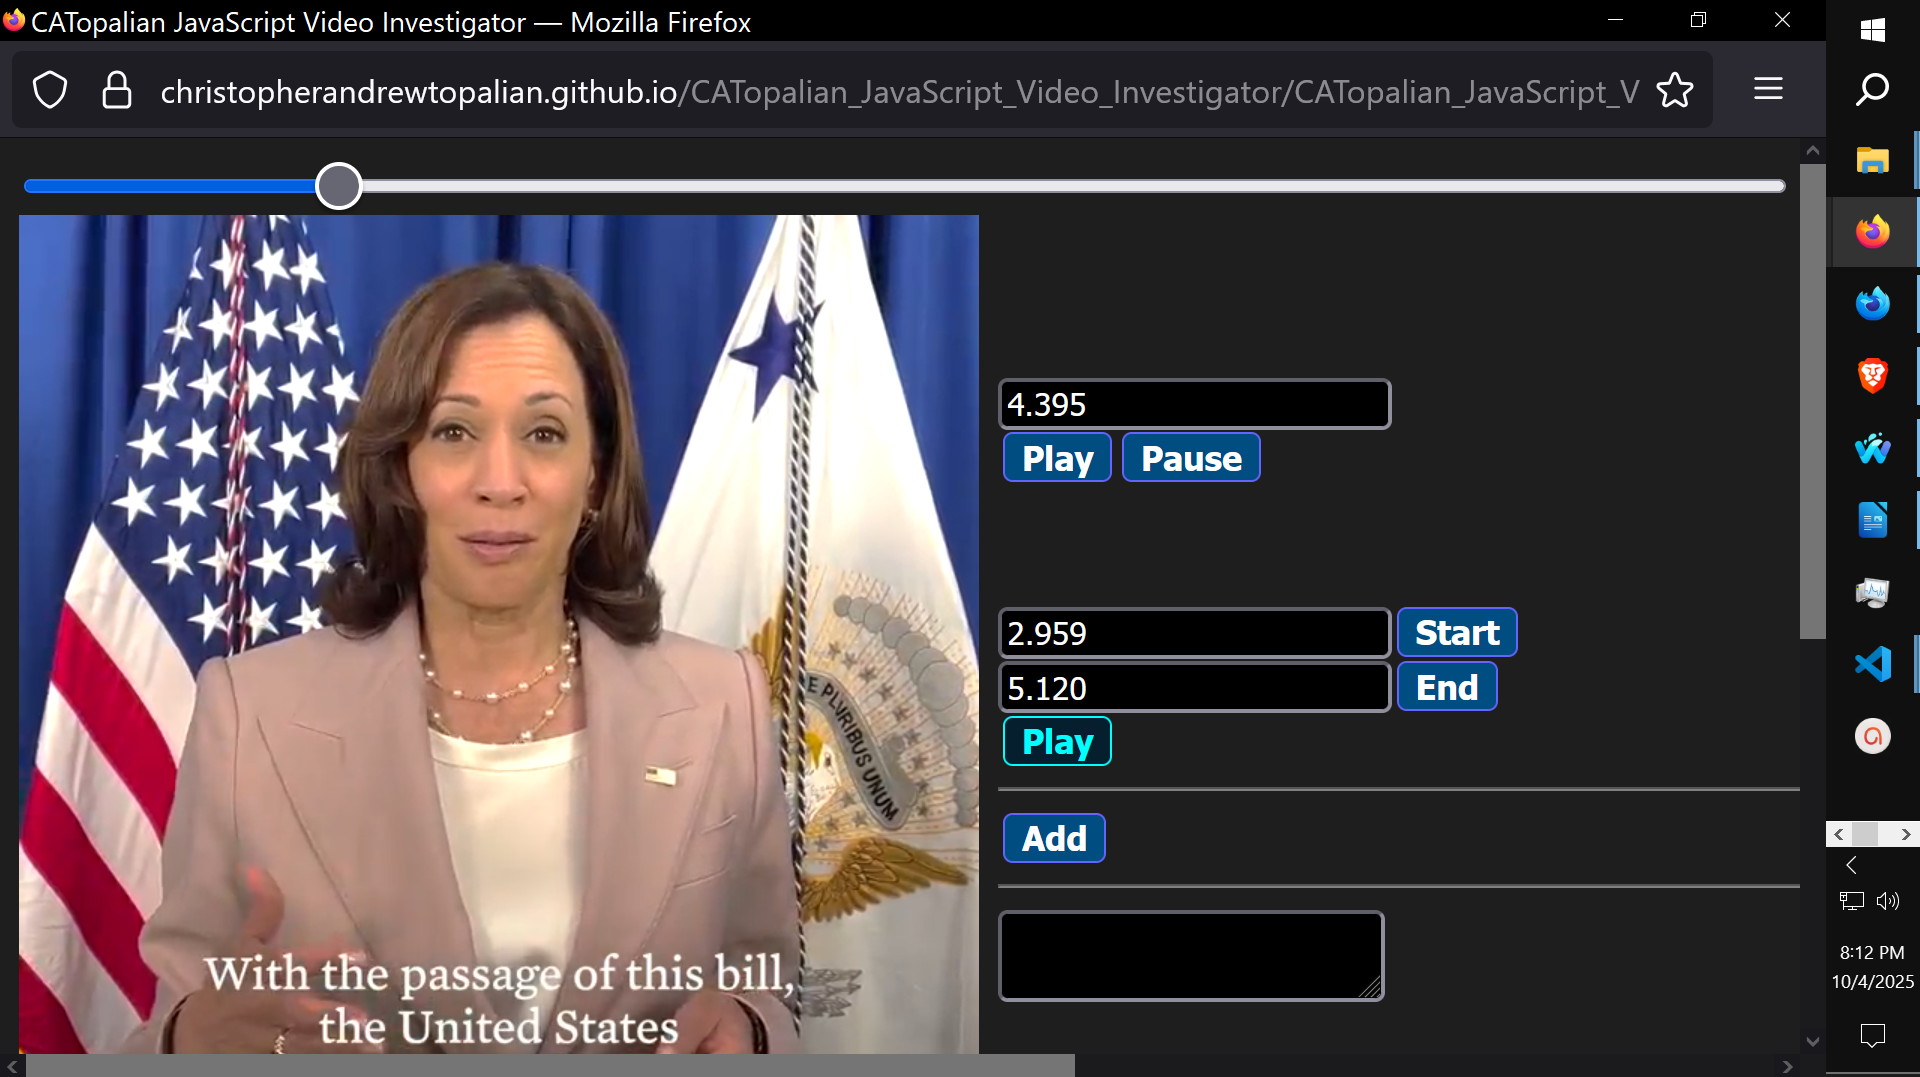 CATopalian JavaScript Video Investigator — Mozilla Firefox
christopherandrewtopalian.github.io/CATopalian_JavaScript_Video_Investigator/CATopalian_JavaScript_V
4.395
Play Pause
2.959 Start
5.120 End
Play
Add
E PLURIBUS UNUM
With the passage of this bill,
the United States
8:12 PM
10/4/2025